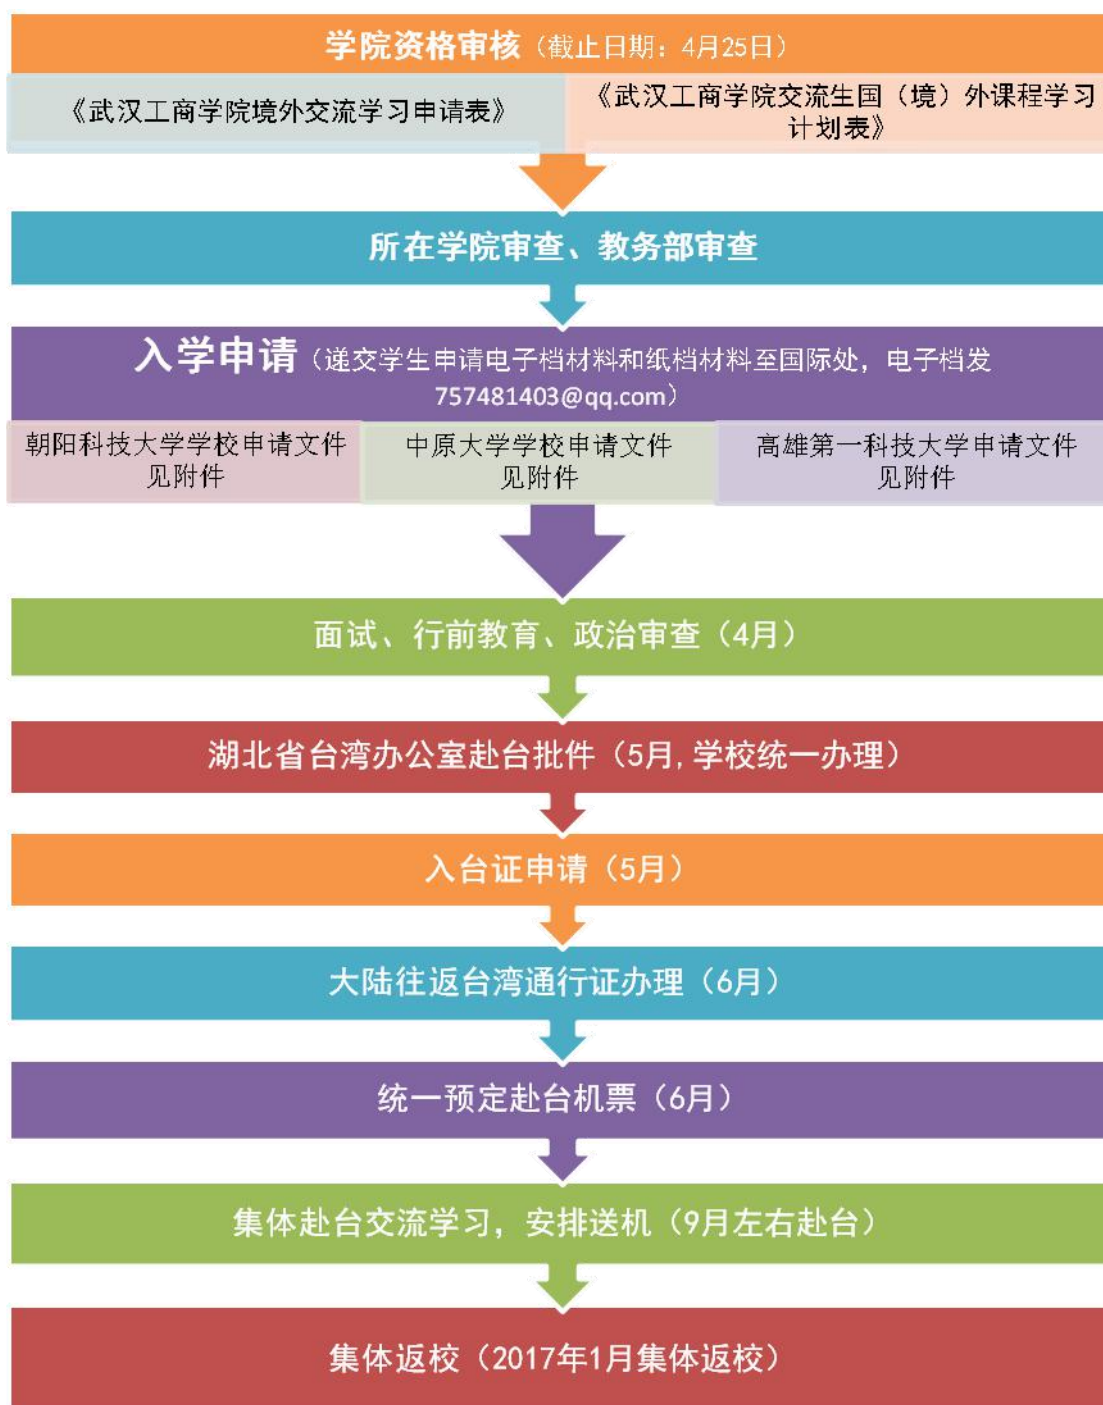 学院资格审核（截止日期：4月25日）
《武汉工商学院境外交流学习申请表》
《武汉工商学院交流生国（境）外课程学习
计划表》
所在学院审查、教务部审查
入学申请（递交学生申请电子档材料和纸档材料至国际处，电子档发
757481403@qq.com）
朝阳科技大学学校申请文件
见附件
中原大学学校申请文件
见附件
高雄第一科技大学申请文件
见附件
面试、行前教育、政治审查（4月）
湖北省台湾办公室赴台批件（5月,学校统一办理）
入台证申请（5月）
大陆往返台湾通行证办理（6月）
统一预定赴台机票（6月）
集体赴台交流学习，安排送机（9月左右赴台）
集体返校（2017年1月集体返校）